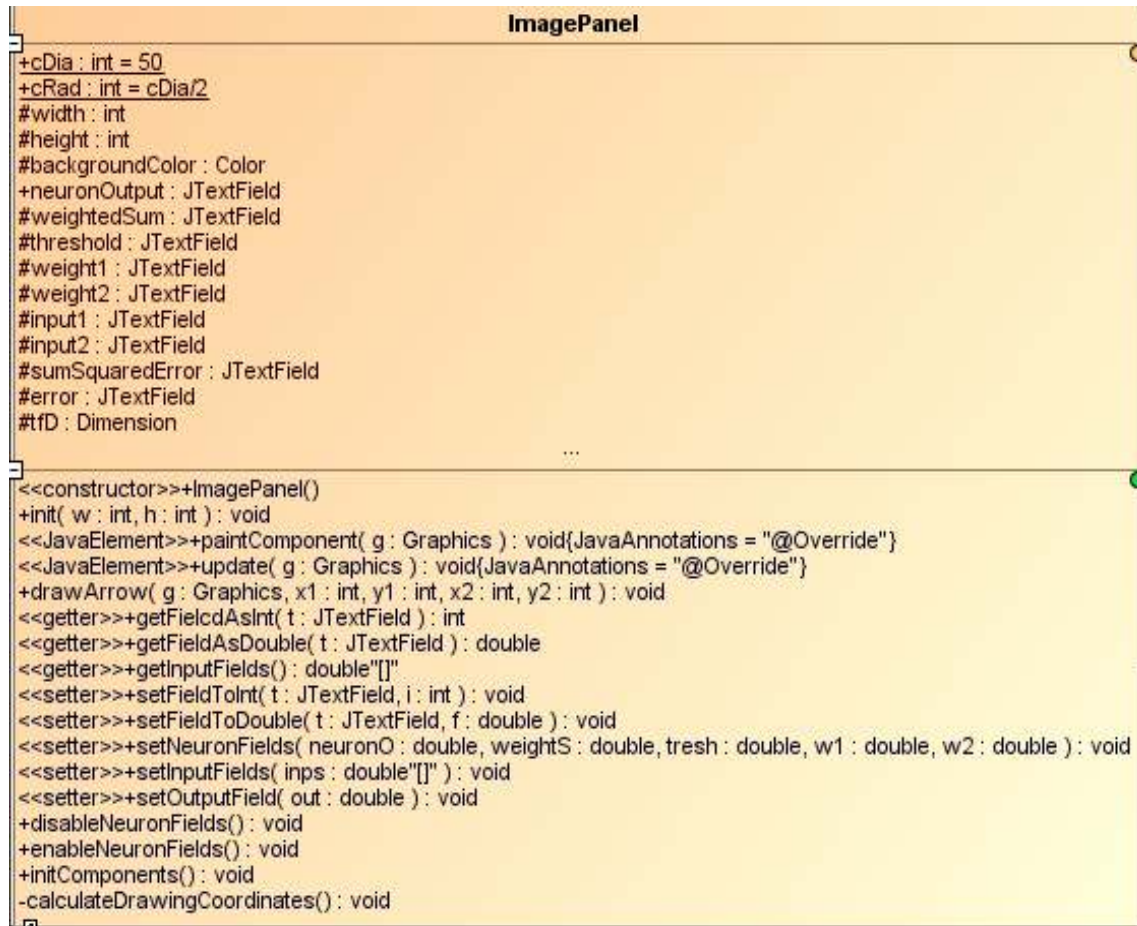 ImagePanel
+cDia : int = 50
+cRad : int = cDia/2
#width : int
#height : int
#backgroundColor : Color
+neuronOutput : JTextField
#weightedSum : JTextField
#threshold : JTextField
#weight1 : JTextField
#weight2 : JTextField
#input1 : JTextField
#input2 : JTextField
#sumSquaredError : JTextField
#error : JTextField
#tfD : Dimension
...
<<constructor>>+ImagePanel()
+init( w : int, h : int ) : void
<<JavaElement>>+paintComponent( g : Graphics ) : void{JavaAnnotations = "@Override"}
<<JavaElement>>+update( g : Graphics ) : void{JavaAnnotations = "@Override"}
+drawArrow( g : Graphics, x1 : int, y1 : int, x2 : int, y2 : int ) : void
<<getter>>+getFielcdAsInt( t : JTextField ) : int
<<getter>>+getFieldAsDouble( t : JTextField ) : double
<<getter>>+getInputFields() : double"[]"
<<setter>>+setFieldToInt( t : JTextField, i : int ) : void
<<setter>>+setFieldToDouble( t : JTextField, f : double ) : void
<<setter>>+setNeuronFields( neuronO : double, weightS : double, tresh : double, w1 : double, w2 : double ) : void
<<setter>>+setInputFields( inps : double"[]" ) : void
<<setter>>+setOutputField( out : double ) : void
+disableNeuronFields() : void
+enableNeuronFields() : void
+initComponents() : void
-calculateDrawingCoordinates() : void